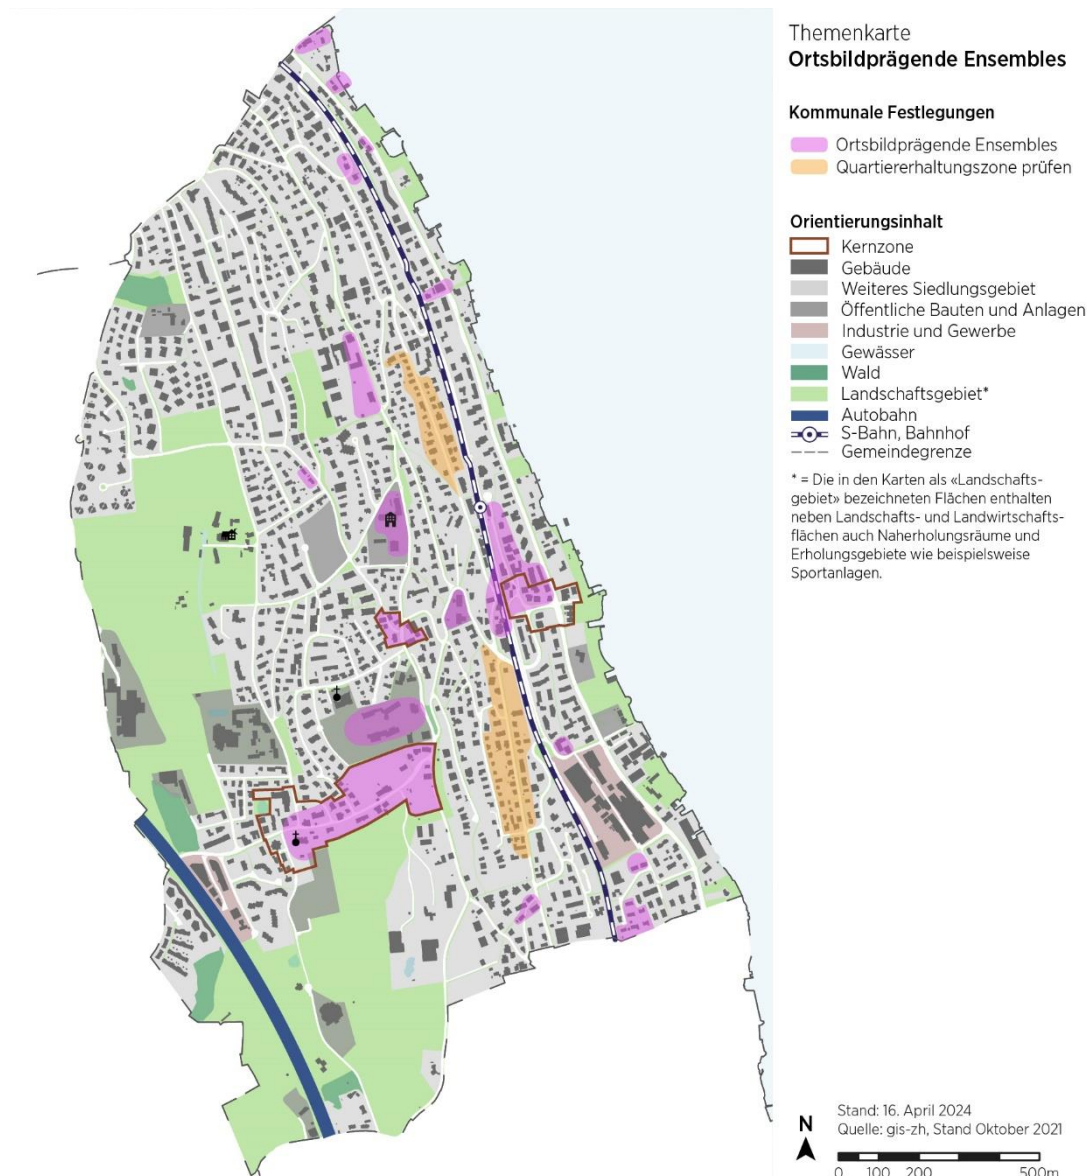 Themenkarte
Ortsbildprägende Ensembles
Kommunale Festlegungen
Ortsbildprägende Ensembles
Quartiererhaltungszone prüfen
Orientierungsinhalt
Kernzone
Gebäude
Weiteres Siedlungsgebiet
Öffentliche Bauten und Anlagen
Industrie und Gewerbe
Gewässer
Wald
Landschaftsgebiet*
Autobahn
S-Bahn, Bahnhof
Gemeindegrenze
* = Die in den Karten als «Landschafts-
gebiet» bezeichneten Flächen enthalten
neben Landschafts- und Landwirtschafts-
flächen auch Naherholungsräume und
Erholungsgebiete wie beispielsweise
Sportanlagen.
N
Stand: 16. April 2024
Quelle: gis-zh, Stand Oktober 2021
0 100 200 500m